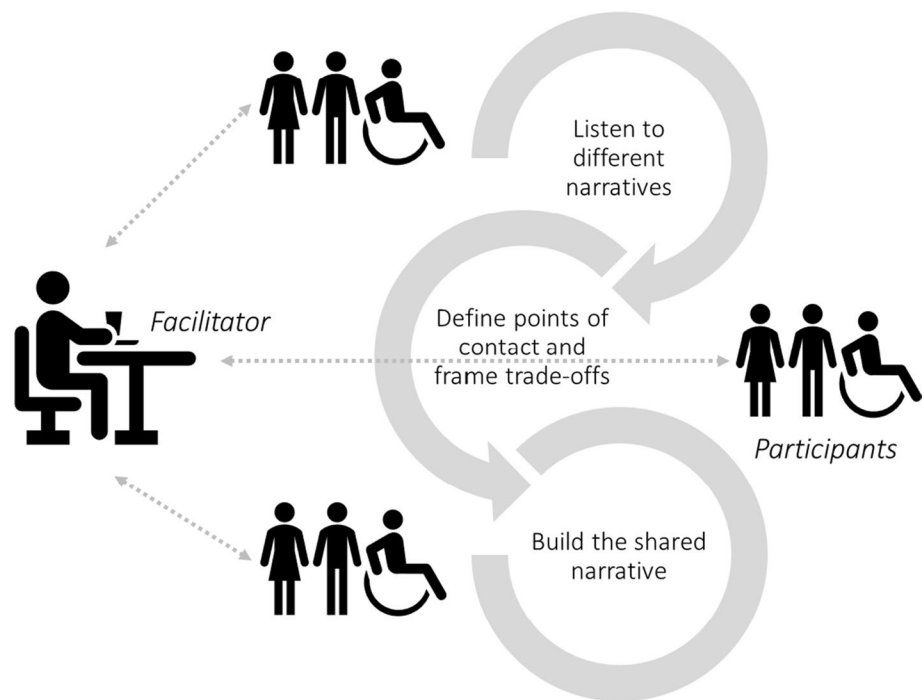 Listen to
different
narratives
Facilitator
Define points of
contact and
frame trade-offs
Participants
Build the shared
narrative